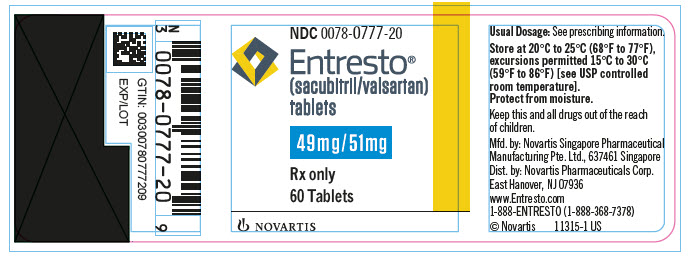 EXP/LOT
GTIN: 00300780777209
N
3 0078-0777-20 9
NDC 0078-0777-20
Entresto®
(sacubitril/valsartan)
tablets
49mg/51mg
Rx only
60 Tablets
NOVARTIS
Usual Dosage: See prescribing information.
Store at 20°C to 25°C (68°F to 77°F),
excursions permitted 15°C to 30°C
(59°F to 86°F) [see USP controlled
room temperature].
Protect from moisture.
Keep this and all drugs out of the reach
of children.
Mfd. by: Novartis Singapore Pharmaceutical
Manufacturing Pte. Ltd., 637461 Singapore
Dist. by: Novartis Pharmaceuticals Corp.
East Hanover, NJ 07936
www.Entresto.com
1-888-ENTRESTO (1-888-368-7378)
© Novartis 11315-1 US